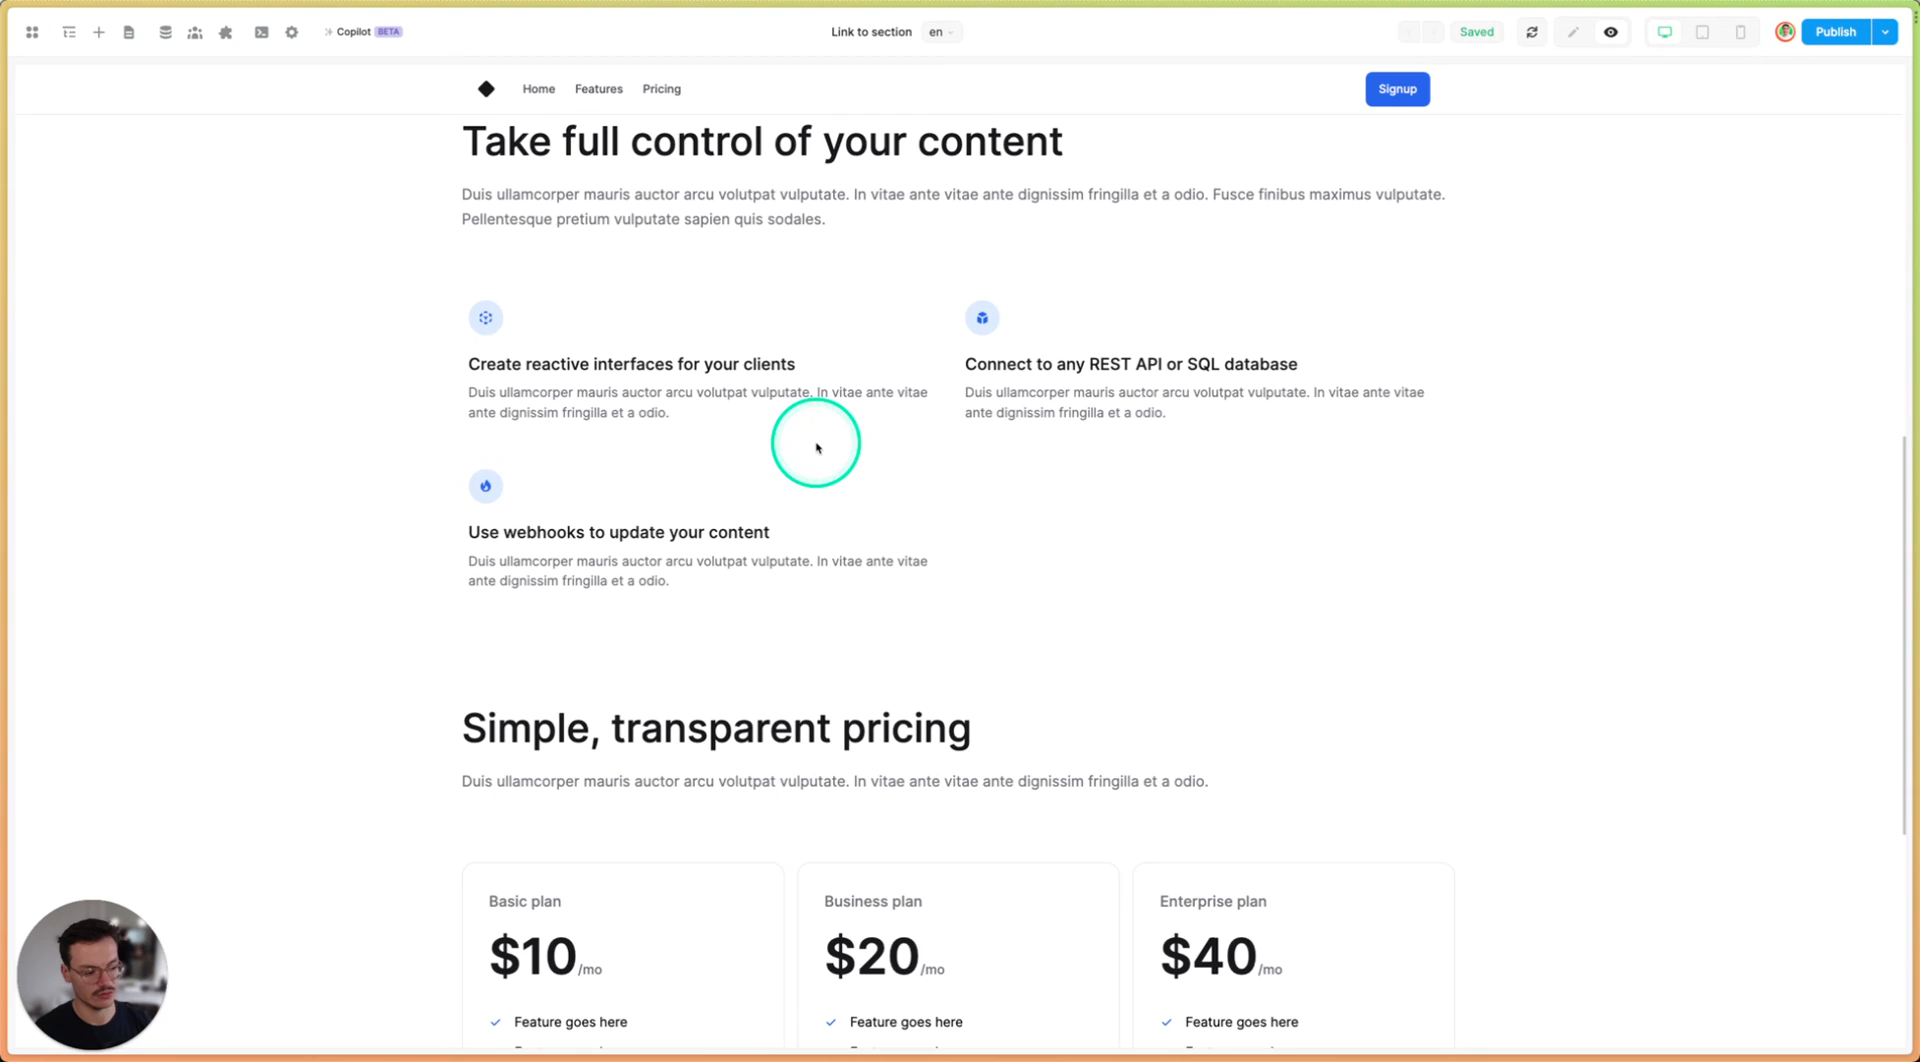 Copilot BETA
Link to section
en
Saved
Publish
Home
Features
Pricing
Signup
Take full control of your content
Duis ullamcorper mauris auctor arcu volutpat vulputate. In vitae ante vitae ante dignissim fringilla et a odio. Fusce finibus maximus vulputate.
Pellentesque pretium vulputate sapien quis sodales.
Create reactive interfaces for your clients
Duis ullamcorper mauris auctor arcu volutpat vulputate. In vitae ante vitae
ante dignissim fringilla et a odio.
Connect to any REST API or SQL database
Duis ullamcorper mauris auctor arcu volutpat vulputate. In vitae ante vitae
ante dignissim fringilla et a odio.
Use webhooks to update your content
Duis ullamcorper mauris auctor arcu volutpat vulputate. In vitae ante vitae
ante dignissim fringilla et a odio.
Simple, transparent pricing
Duis ullamcorper mauris auctor arcu volutpat vulputate. In vitae ante vitae ante dignissim fringilla et a odio.
Basic plan
$10/mo
Feature goes here
Business plan
$20/mo
Feature goes here
Enterprise plan
$40/mo
Feature goes here